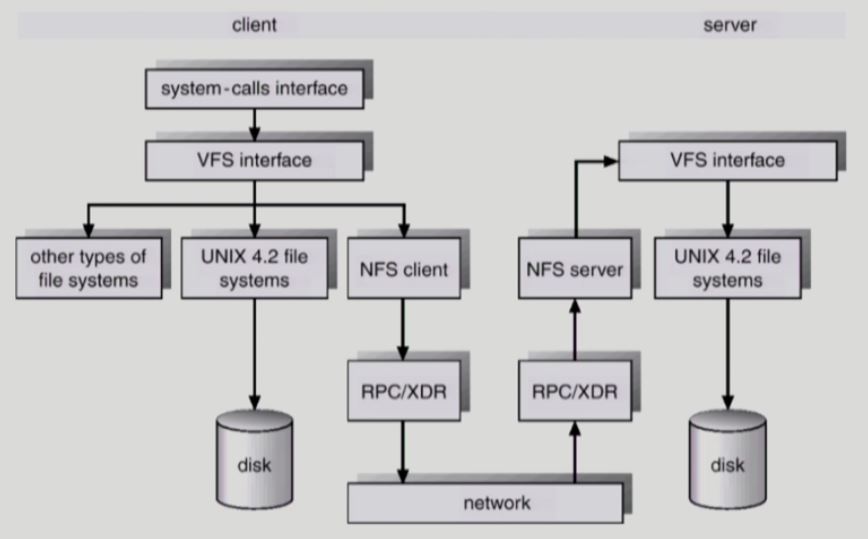 client
server
system-calls interface
VFS interface
VFS interface
other types of
file systems
UNIX 4.2 file
systems
NFS client
NFS server
UNIX 4.2 file
systems
RPC/XDR
RPC/XDR
disk
disk
network